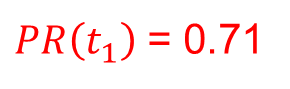 PR(t₁) = 0.71